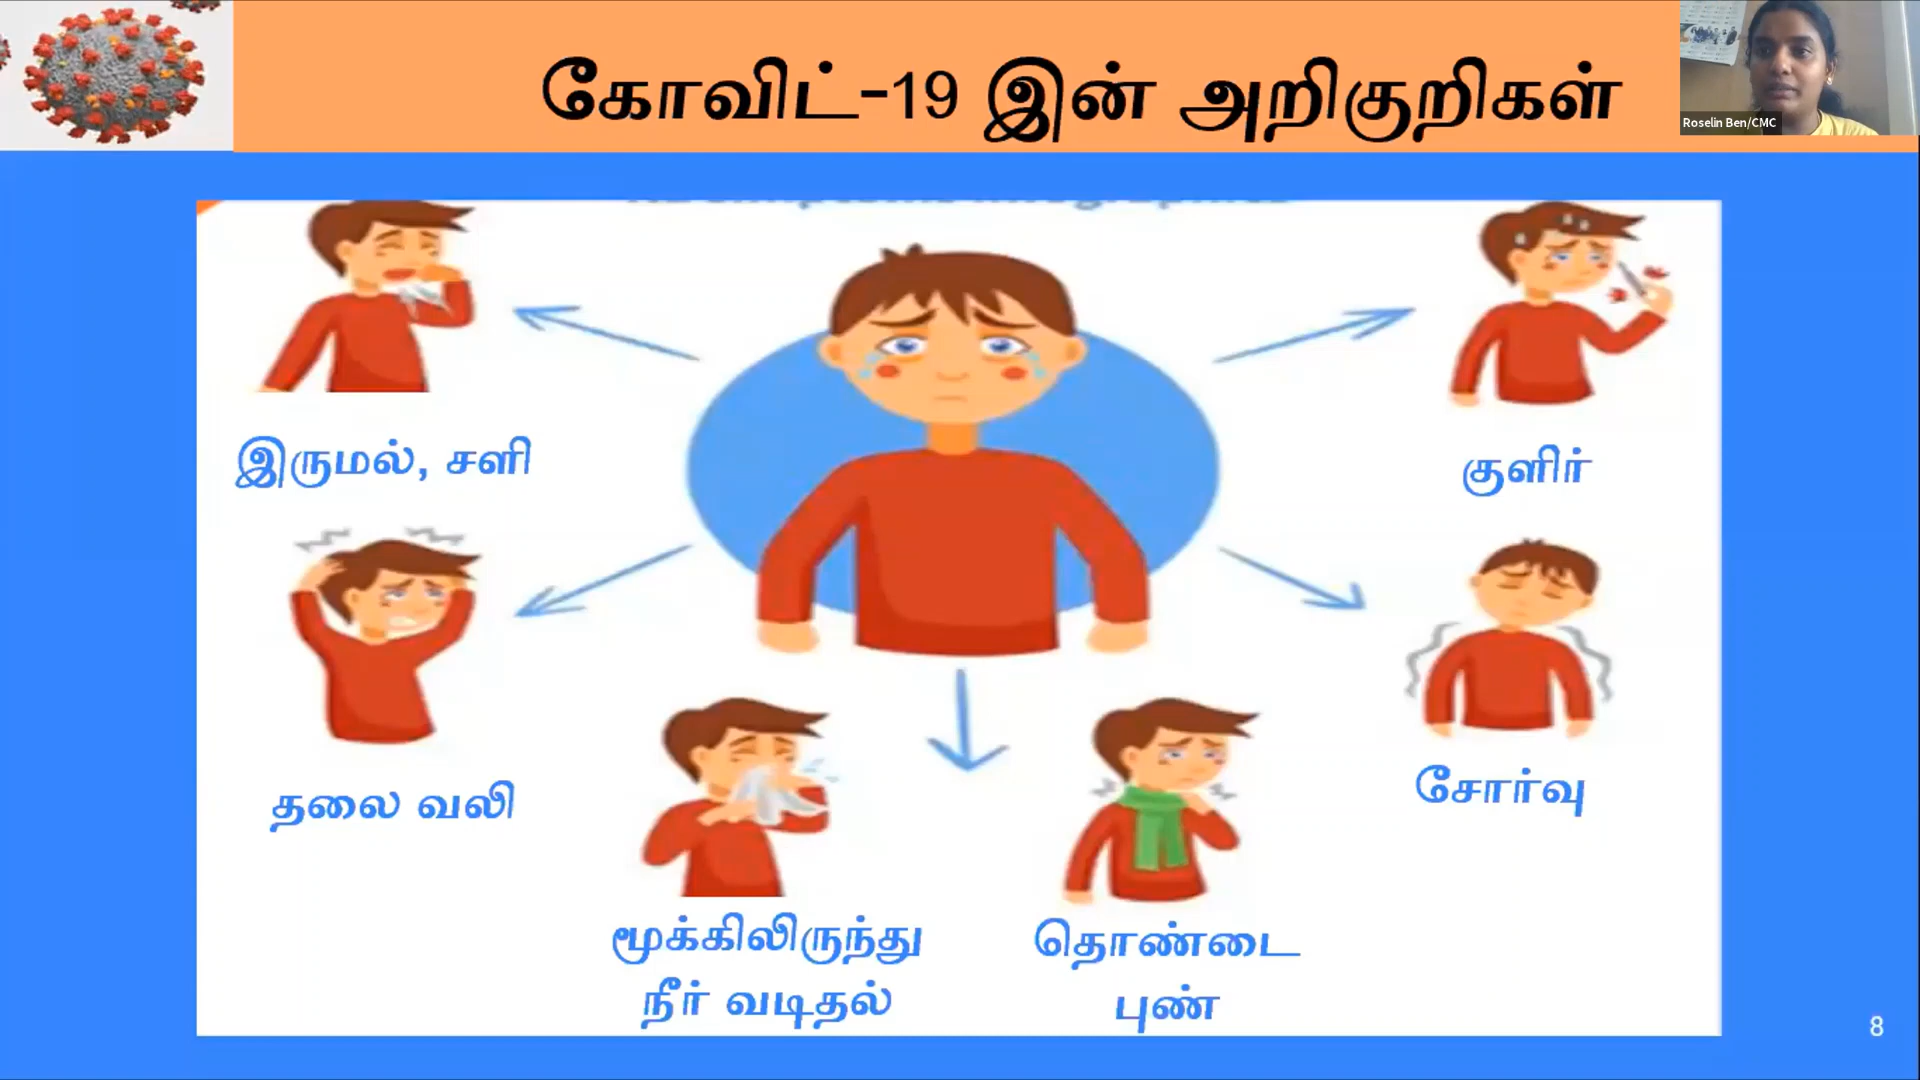 கோவிட்-19 இன் அறிகுறிகள்
Roselin Ben/CMC
இருமல், சளி
குளிர்
தலை வலி
சோர்வு
மூக்கிலிருந்து
நீர் வடிதல்
தொண்டை
புண்
8